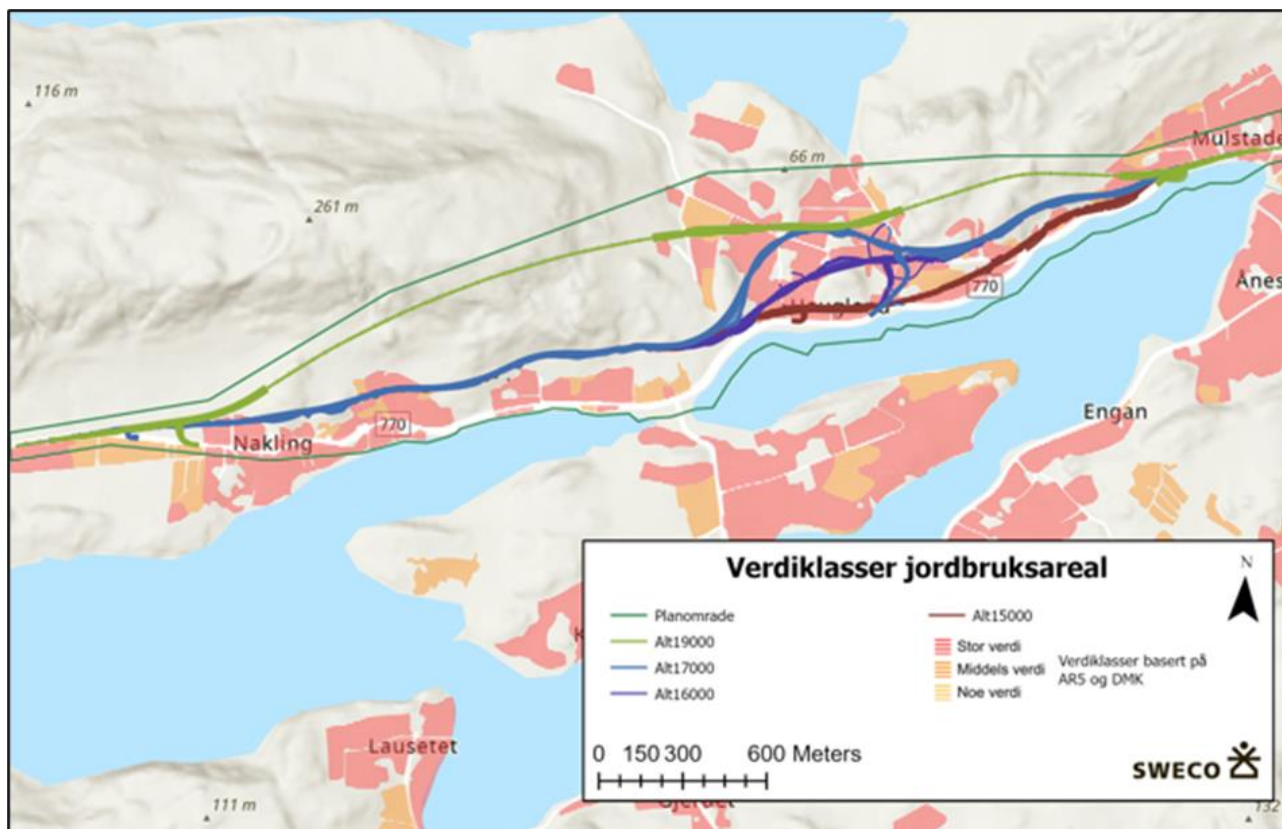 116 m
66 m
Mulstade
261 m
770
Ånes
770
Engan
Nakling
Verdiklasser jordbruksareal
N
Planomrade
Alt19000
Alt17000
Alt16000
Alt15000
Stor verdi
Middels verdi
Noe verdi
Verdiklasser basert på
AR5 og DMK
0 150 300 600 Meters
SWECO
Lausetet
111 m
132